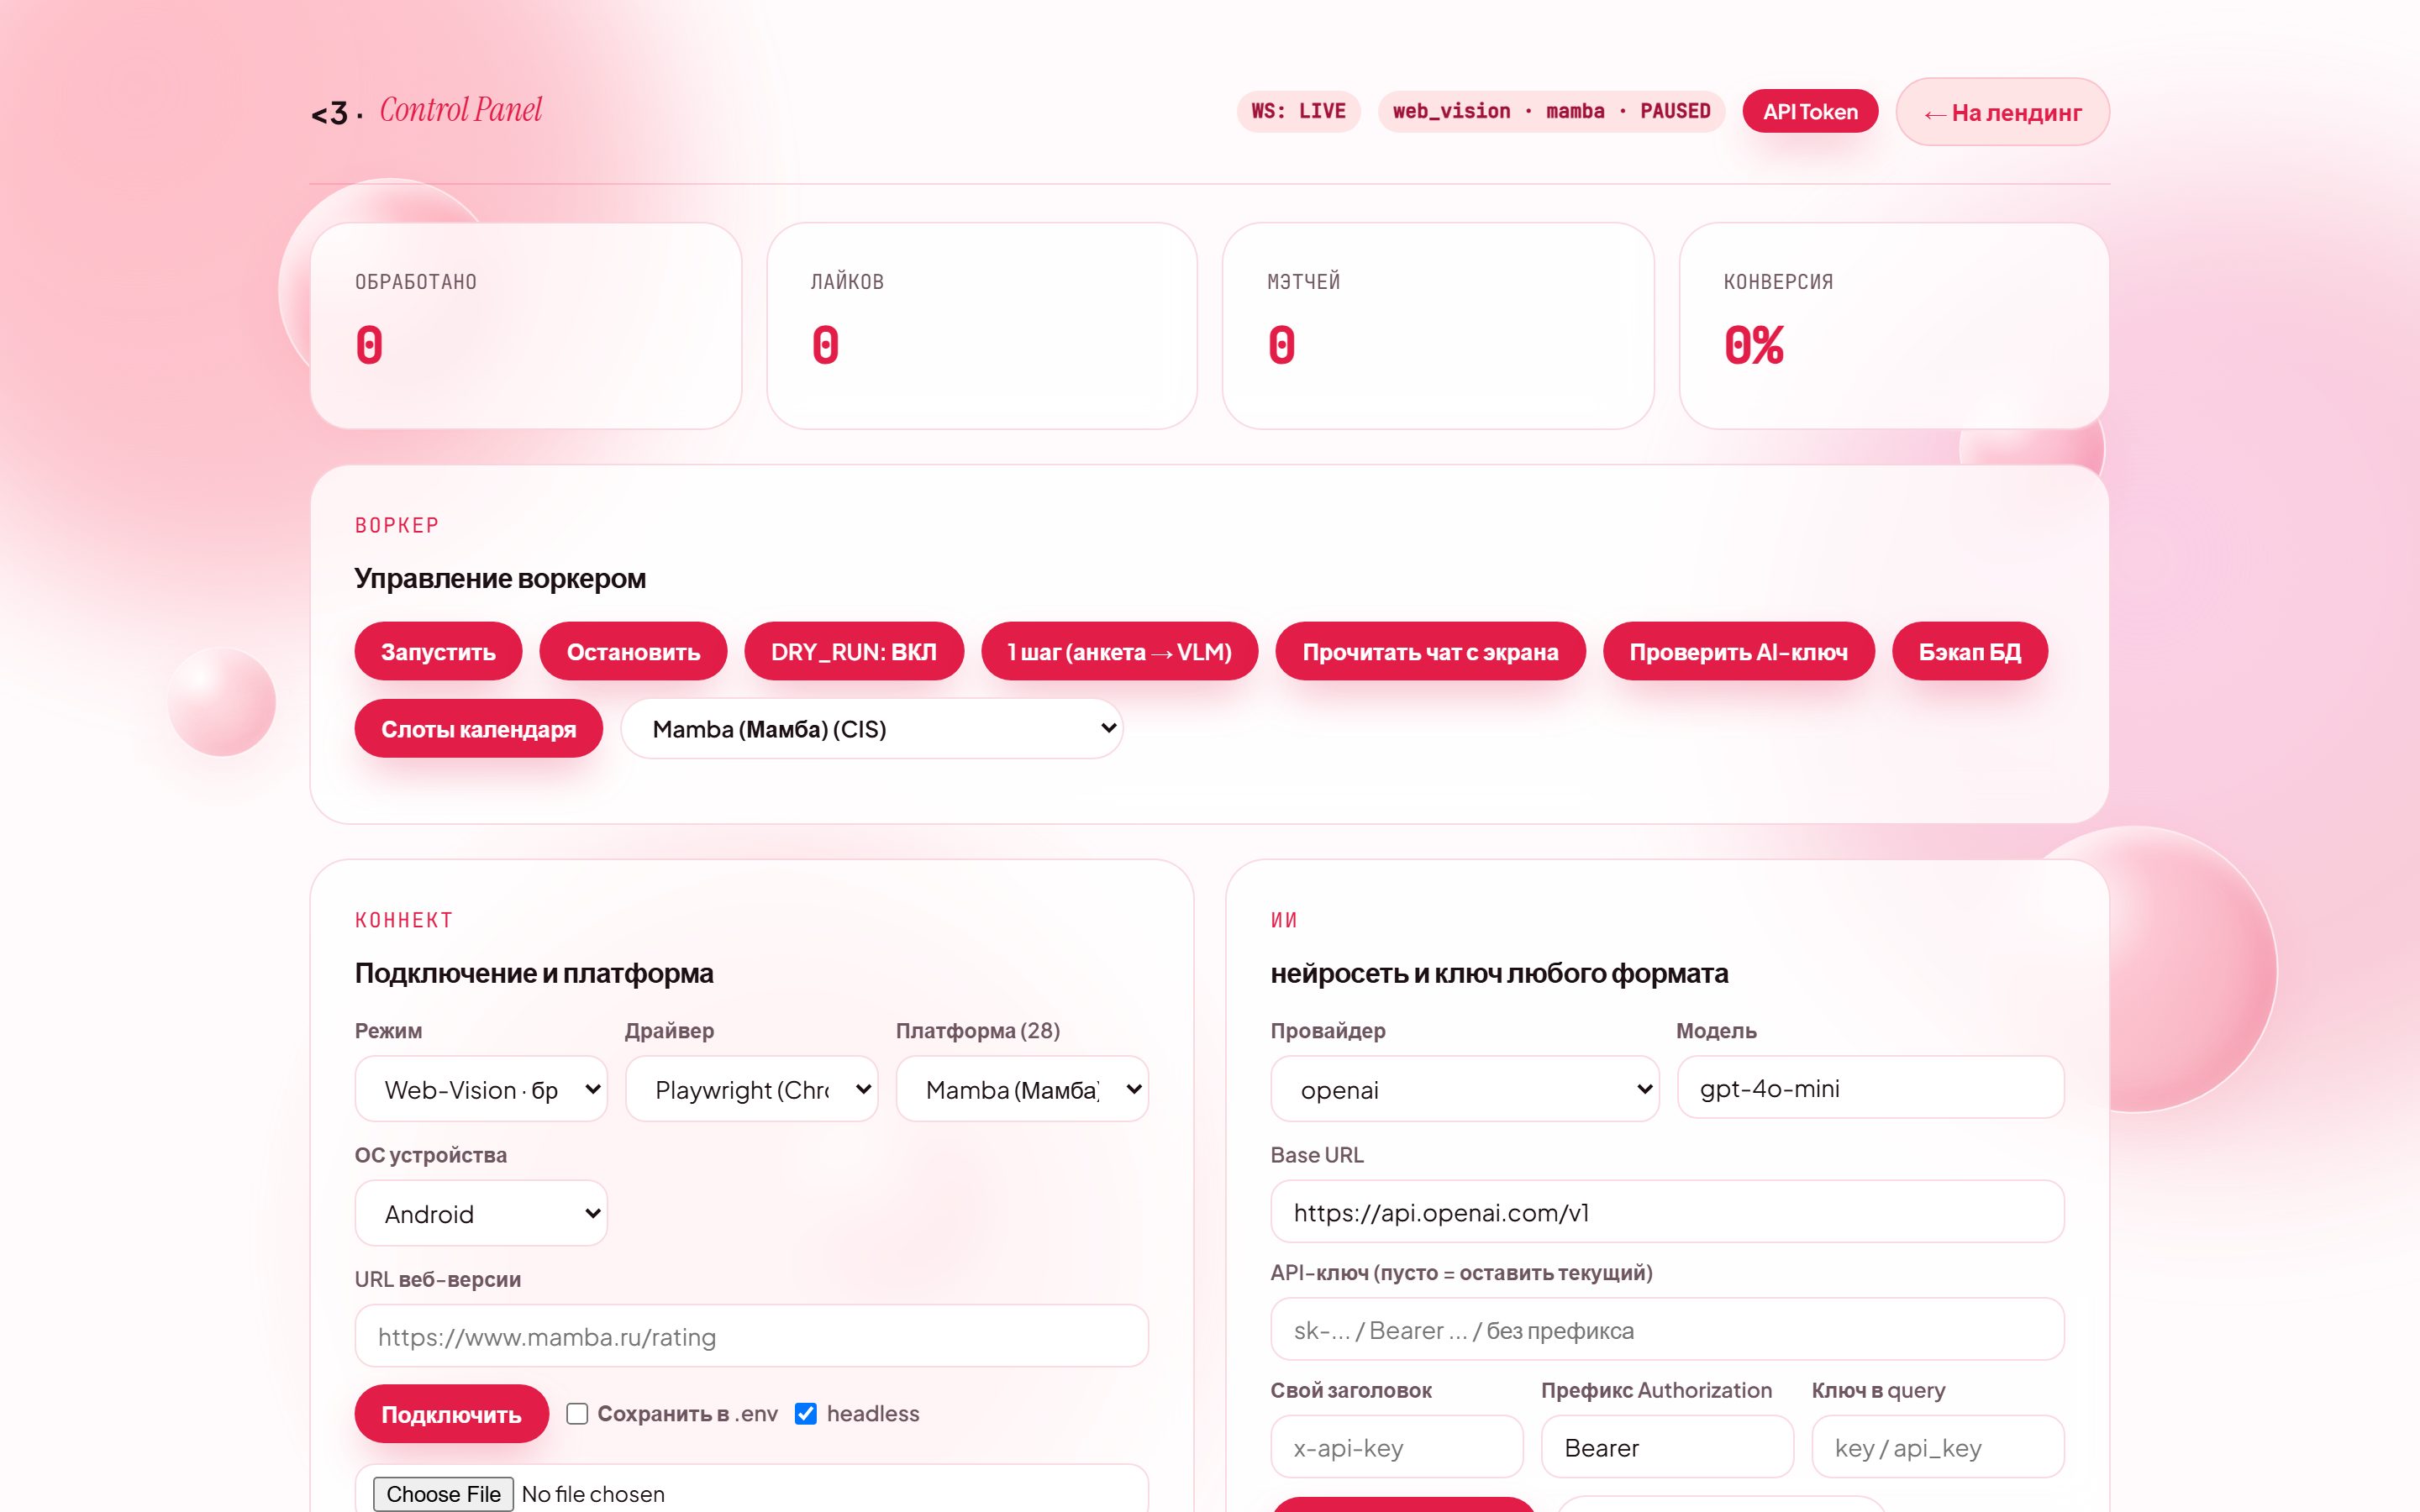 <3 · Control Panel
WS: LIVE
web_vision · mamba · PAUSED
API Token
← На лендинг
ОБРАБОТАНО
0
ЛАЙКОВ
0
МЭТЧЕЙ
0
КОНВЕРСИЯ
0%
ВОРКЕР
Управление воркером
Запустить
Остановить
DRY_RUN: ВКЛ
1 шаг (анкета → VLM)
Прочитать чат с экрана
Проверить AI-ключ
Бэкап БД
Слоты календаря
Mamba (Мамба) (CIS)
КОННЕКТ
Подключение и платформа
Режим
Драйвер
Платформа (28)
Web-Vision · бр
Playwright (Chr
Mamba (Мамба)
ОС устройства
Android
URL веб-версии
https://www.mamba.ru/rating
Подключить
Сохранить в .env
headless
Choose File No file chosen
ИИ
нейросеть и ключ любого формата
Провайдер
Модель
openai
gpt-4o-mini
Base URL
https://api.openai.com/v1
API-ключ (пусто = оставить текущий)
sk-... / Bearer ... / без префикса
Свой заголовок
Префикс Authorization
Ключ в query
x-api-key
Bearer
key / api_key